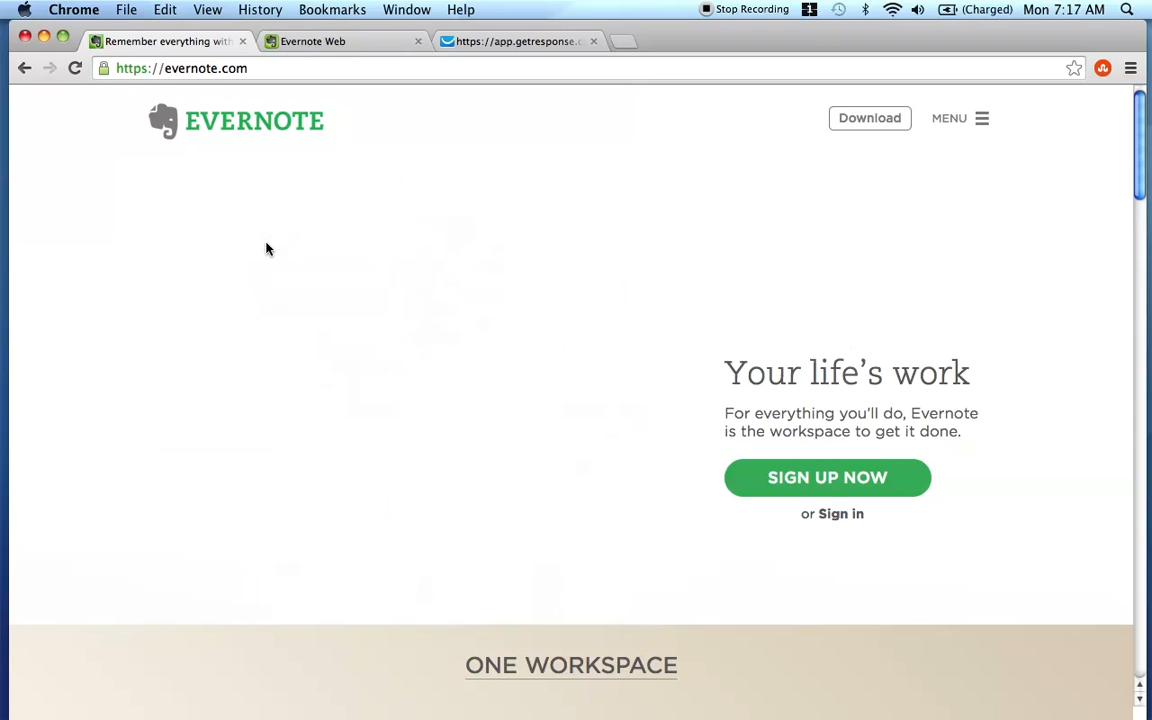 Chrome File Edit View History Bookmarks Window Help Stop Recording (Charged) Mon 7:17 AM
Remember everything with Evernote Web https://app.getresponse.c
https://evernote.com
EVERNOTE Download MENU
Your life's work
For everything you'll do, Evernote
is the workspace to get it done.
SIGN UP NOW
or Sign in
ONE WORKSPACE